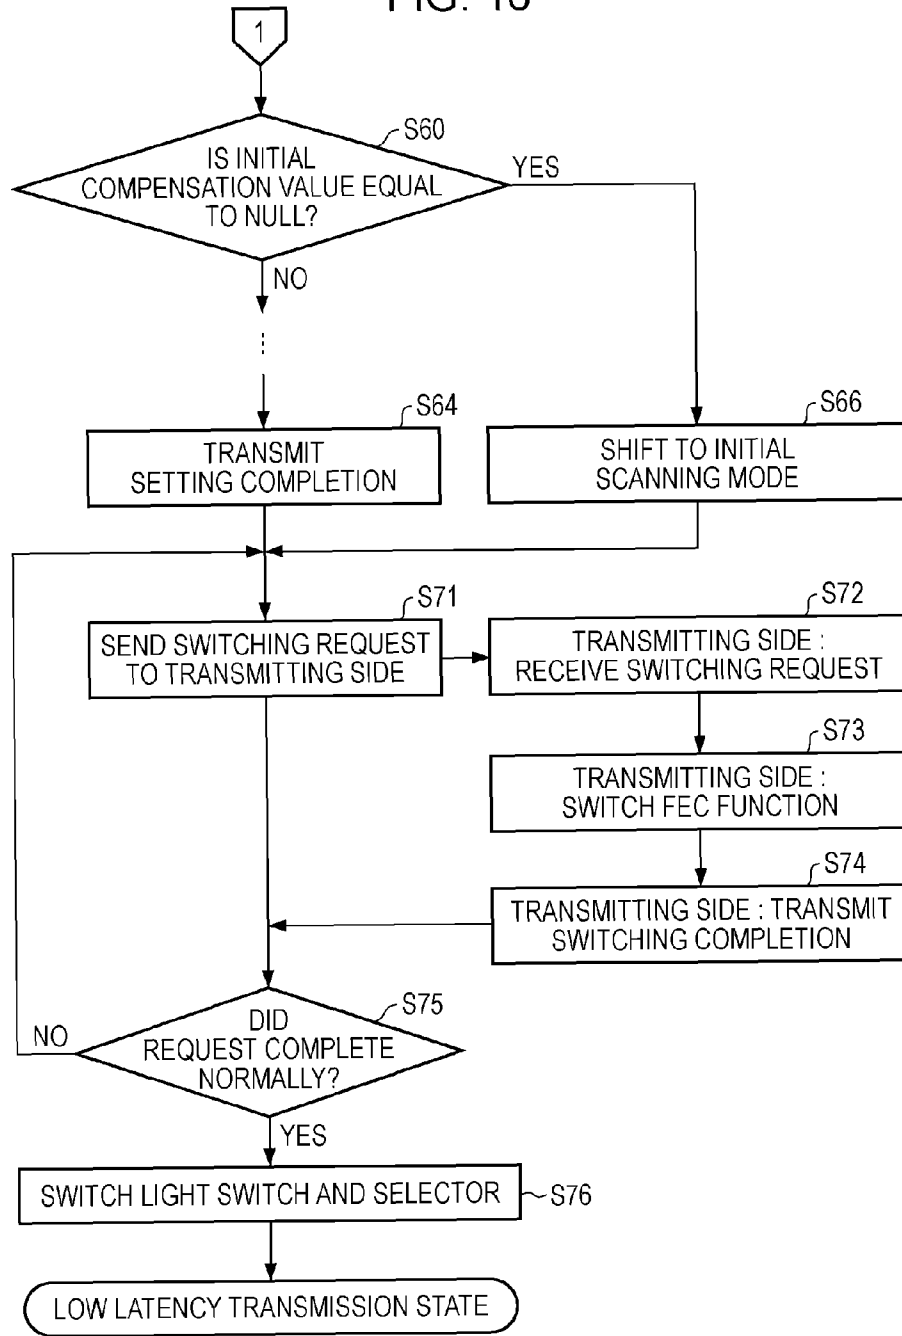 1
S60
IS INITIAL
COMPENSATION VALUE EQUAL
TO NULL?
YES
NO
S64
TRANSMIT
SETTING COMPLETION
S66
SHIFT TO INITIAL
SCANNING MODE
S71
SEND SWITCHING REQUEST
TO TRANSMITTING SIDE
S72
TRANSMITTING SIDE :
RECEIVE SWITCHING REQUEST
S73
TRANSMITTING SIDE :
SWITCH FEC FUNCTION
S74
TRANSMITTING SIDE : TRANSMIT
SWITCHING COMPLETION
S75
DID
REQUEST COMPLETE
NORMALLY?
NO
YES
SWITCH LIGHT SWITCH AND SELECTOR
S76
LOW LATENCY TRANSMISSION STATE